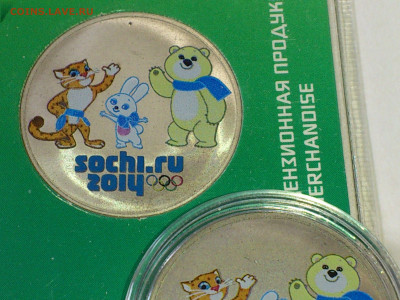 COINS.LAVE.RU
sochi.ru
2014
ЕНЗИОННАЯ ПРОДУК
ERCHANDISE